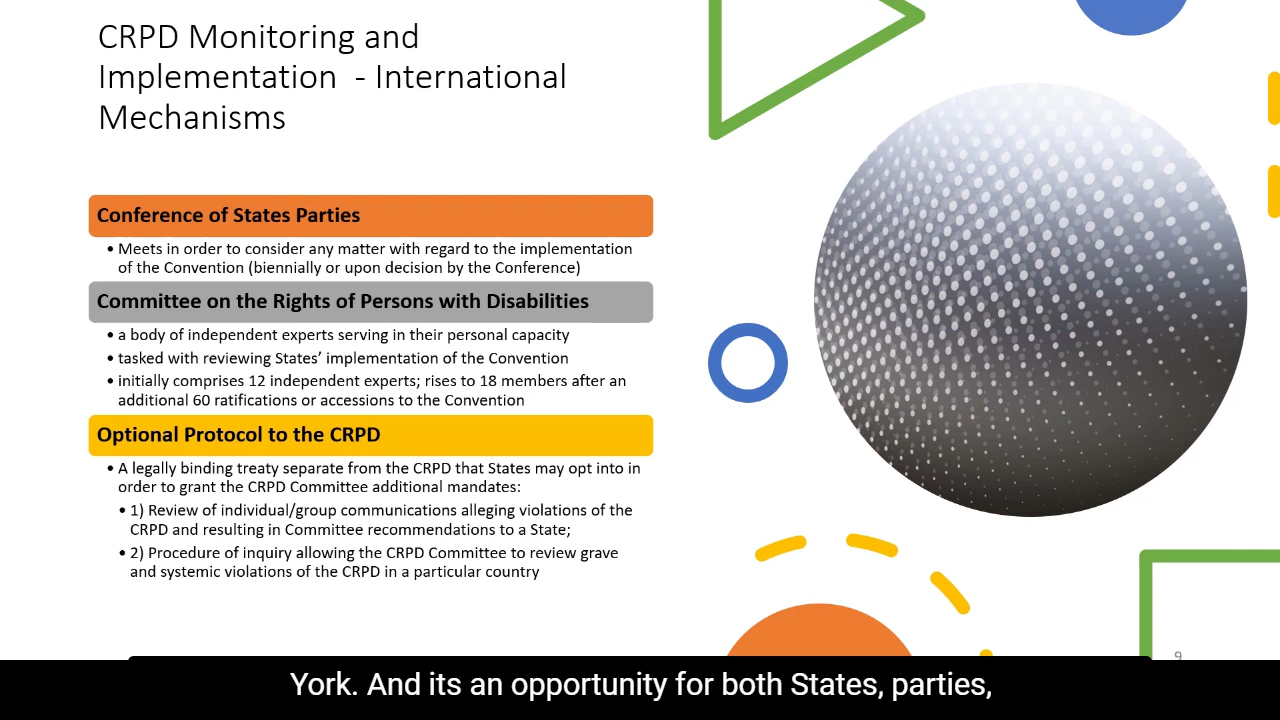 CRPD Monitoring and
Implementation - International
Mechanisms
Conference of States Parties
• Meets in order to consider any matter with regard to the implementation
of the Convention (biennially or upon decision by the Conference)
Committee on the Rights of Persons with Disabilities
• a body of independent experts serving in their personal capacity
• tasked with reviewing States’ implementation of the Convention
• initially comprises 12 independent experts; rises to 18 members after an
additional 60 ratifications or accessions to the Convention
Optional Protocol to the CRPD
• A legally binding treaty separate from the CRPD that States may opt into in
order to grant the CRPD Committee additional mandates:
• 1) Review of individual/group communications alleging violations of the
CRPD and resulting in Committee recommendations to a State;
• 2) Procedure of inquiry allowing the CRPD Committee to review grave
and systemic violations of the CRPD in a particular country
9
York. And its an opportunity for both States, parties,